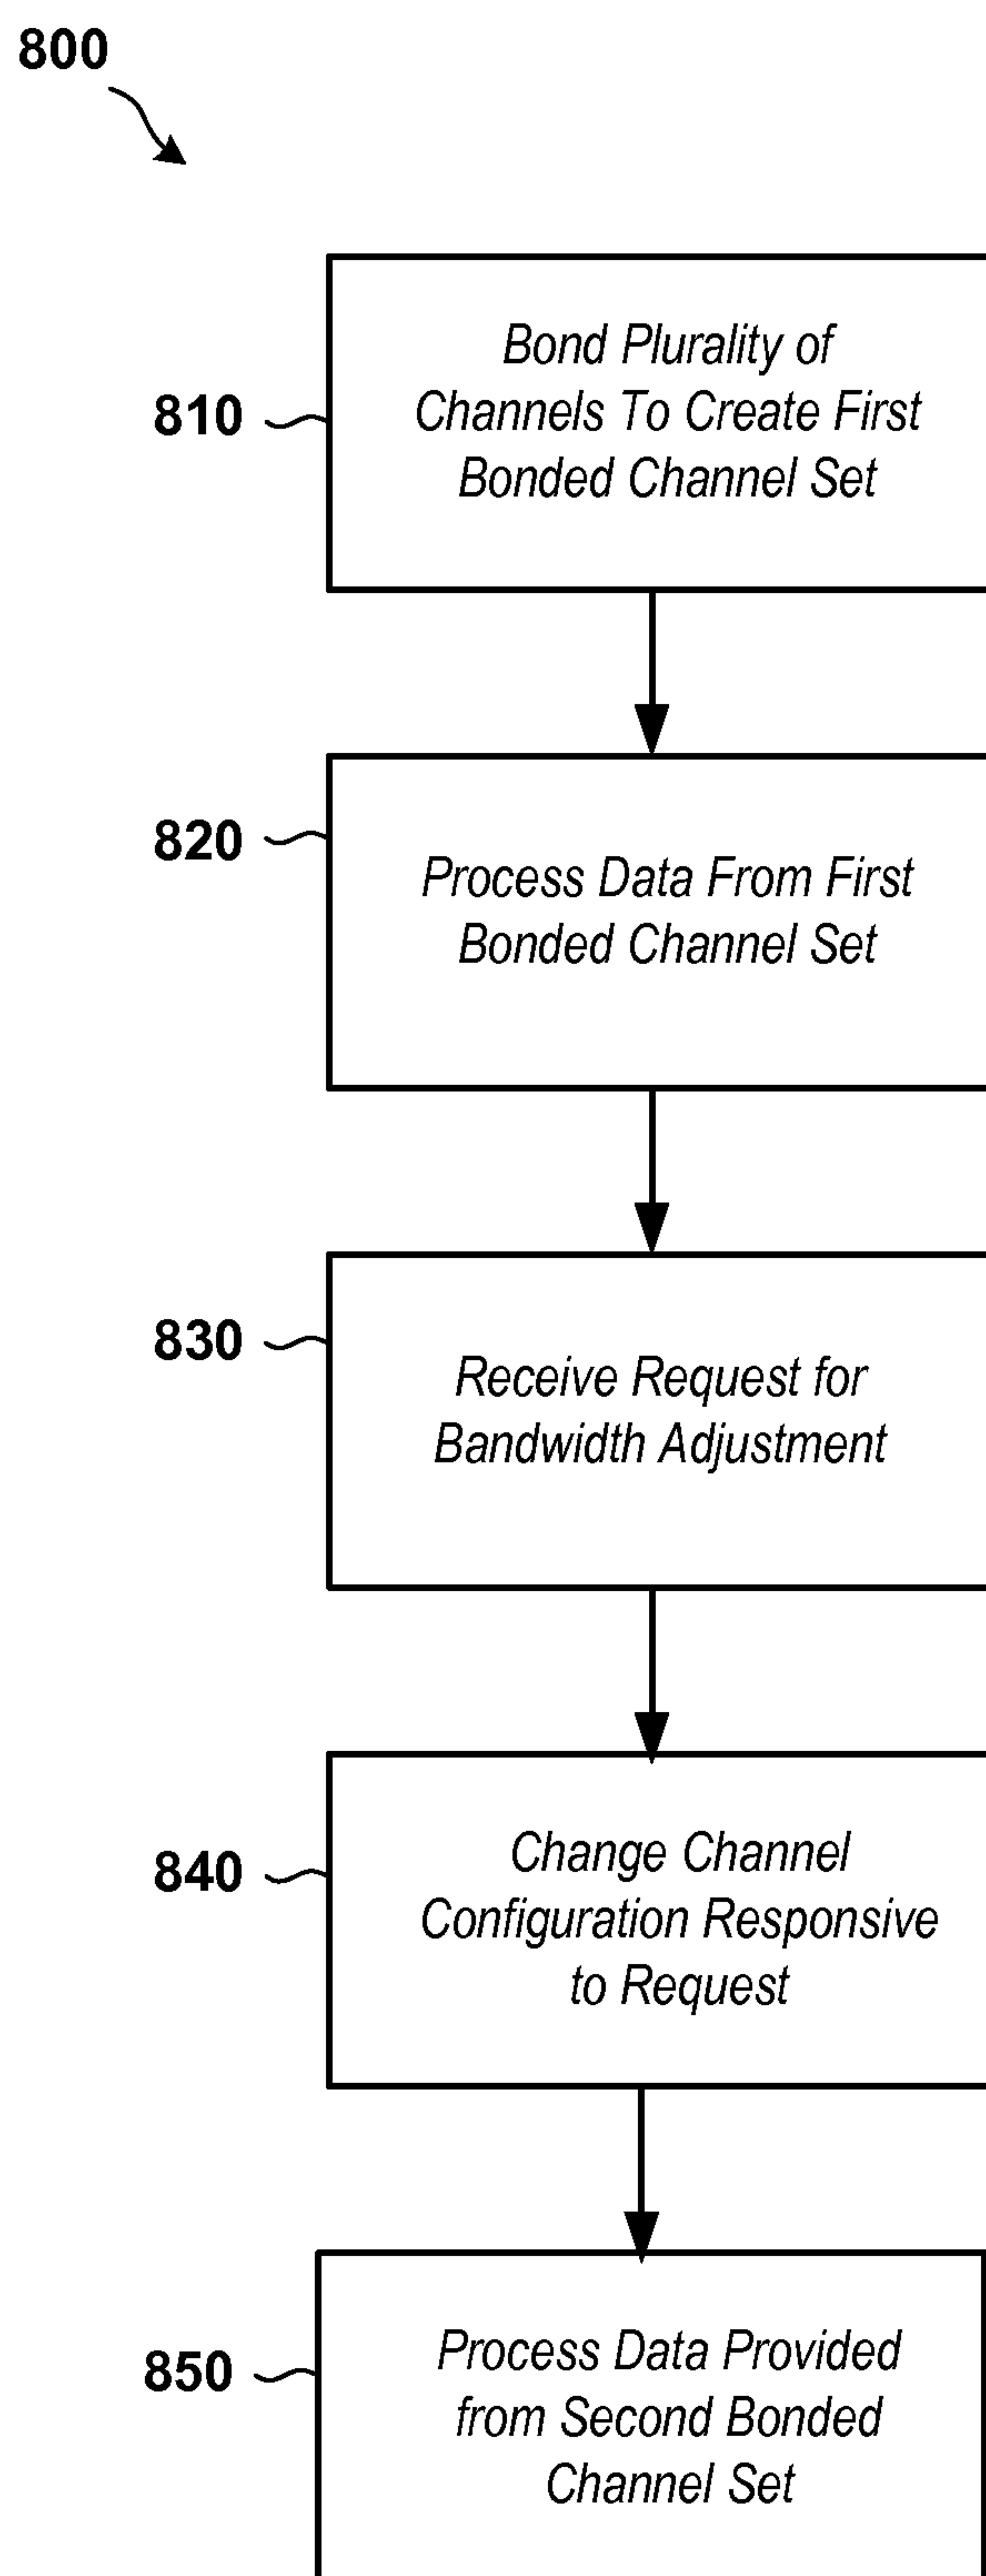 800
810
Bond Plurality of
Channels To Create First
Bonded Channel Set
820
Process Data From First
Bonded Channel Set
830
Receive Request for
Bandwidth Adjustment
840
Change Channel
Configuration Responsive
to Request
850
Process Data Provided
from Second Bonded
Channel Set